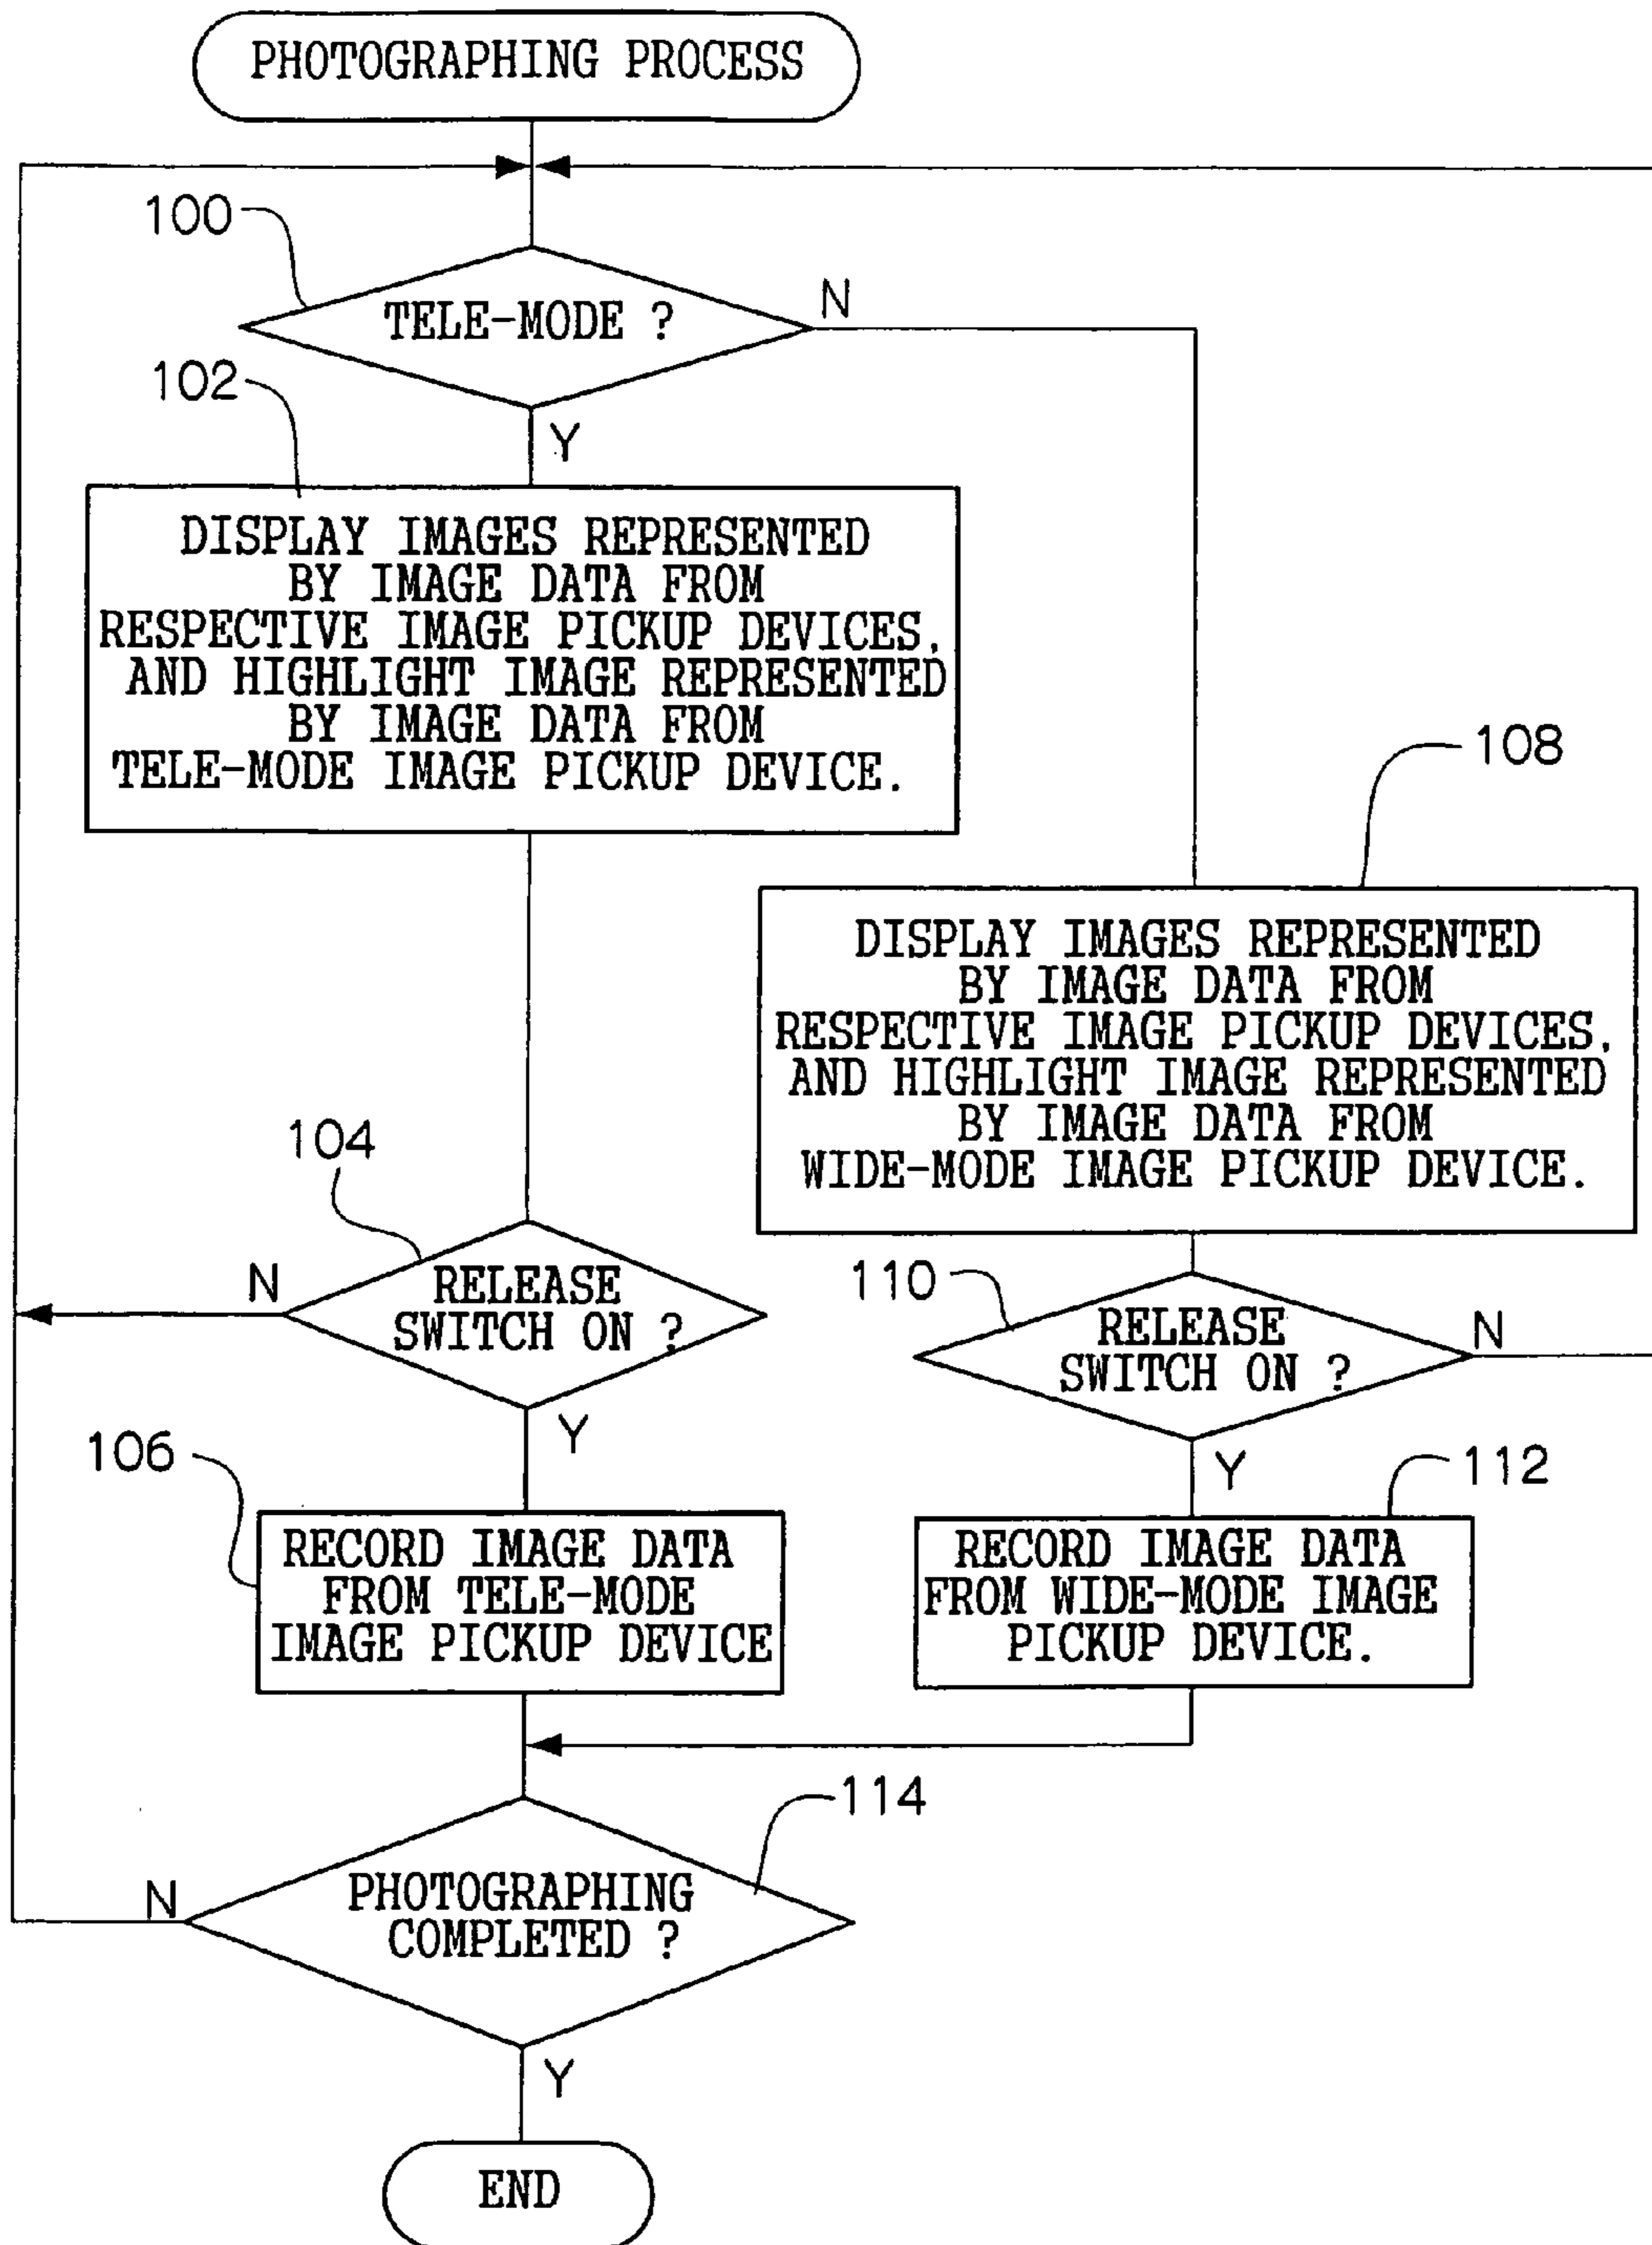 PHOTOGRAPHING PROCESS
100
TELE-MODE ?
N
Y
102
DISPLAY IMAGES REPRESENTED
BY IMAGE DATA FROM
RESPECTIVE IMAGE PICKUP DEVICES,
AND HIGHLIGHT IMAGE REPRESENTED
BY IMAGE DATA FROM
TELE-MODE IMAGE PICKUP DEVICE.
108
DISPLAY IMAGES REPRESENTED
BY IMAGE DATA FROM
RESPECTIVE IMAGE PICKUP DEVICES,
AND HIGHLIGHT IMAGE REPRESENTED
BY IMAGE DATA FROM
WIDE-MODE IMAGE PICKUP DEVICE.
104
N
RELEASE
SWITCH ON ?
Y
110
RELEASE
SWITCH ON ?
N
Y
106
RECORD IMAGE DATA
FROM TELE-MODE
IMAGE PICKUP DEVICE
112
RECORD IMAGE DATA
FROM WIDE-MODE IMAGE
PICKUP DEVICE.
114
N
PHOTOGRAPHING
COMPLETED ?
Y
END